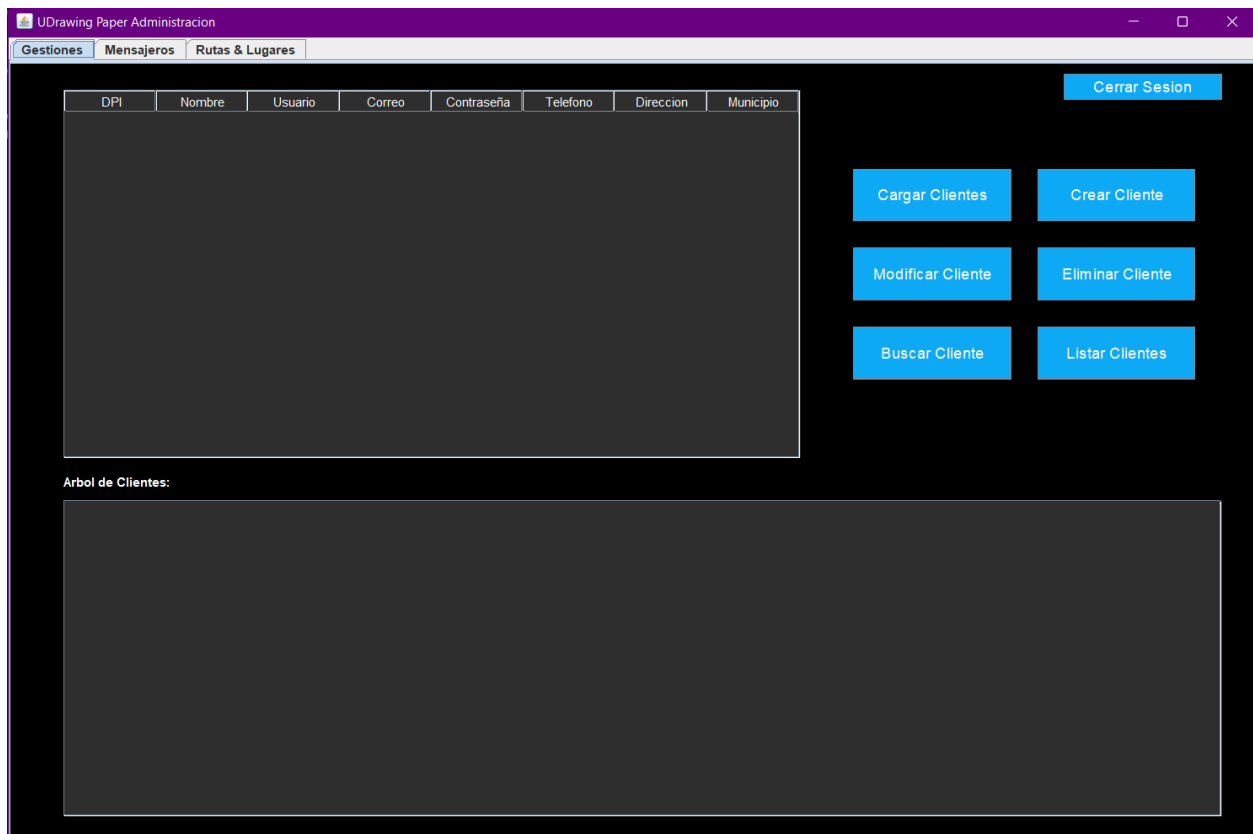 UDrawing Paper Administracion
Gestiones Mensajeros Rutas & Lugares
Cerrar Sesion
DPI Nombre Usuario Correo Contraseña Telefono Direccion Municipio
Cargar Clientes Crear Cliente
Modificar Cliente Eliminar Cliente
Buscar Cliente Listar Clientes
Arbol de Clientes: